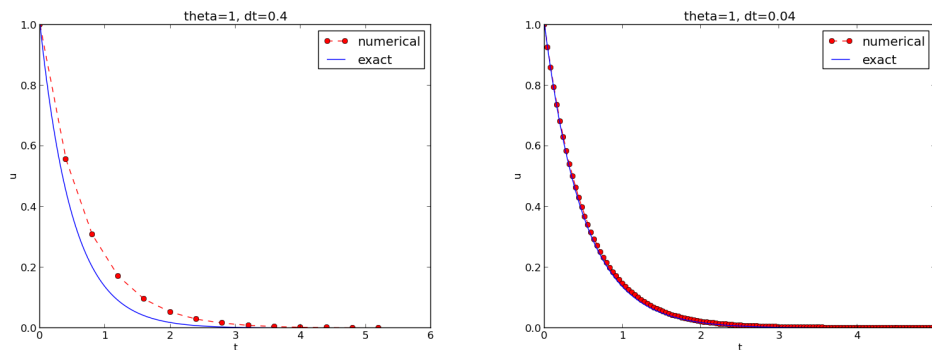 theta=1, dt=0.4
1.0
0.8
0.6
0.4
0.2
0.0
u
0 1 2 3 4 5 6
t
numerical
exact
theta=1, dt=0.04
1.0
0.8
0.6
0.4
0.2
0.0
u
0 1 2 3 4
t
numerical
exact